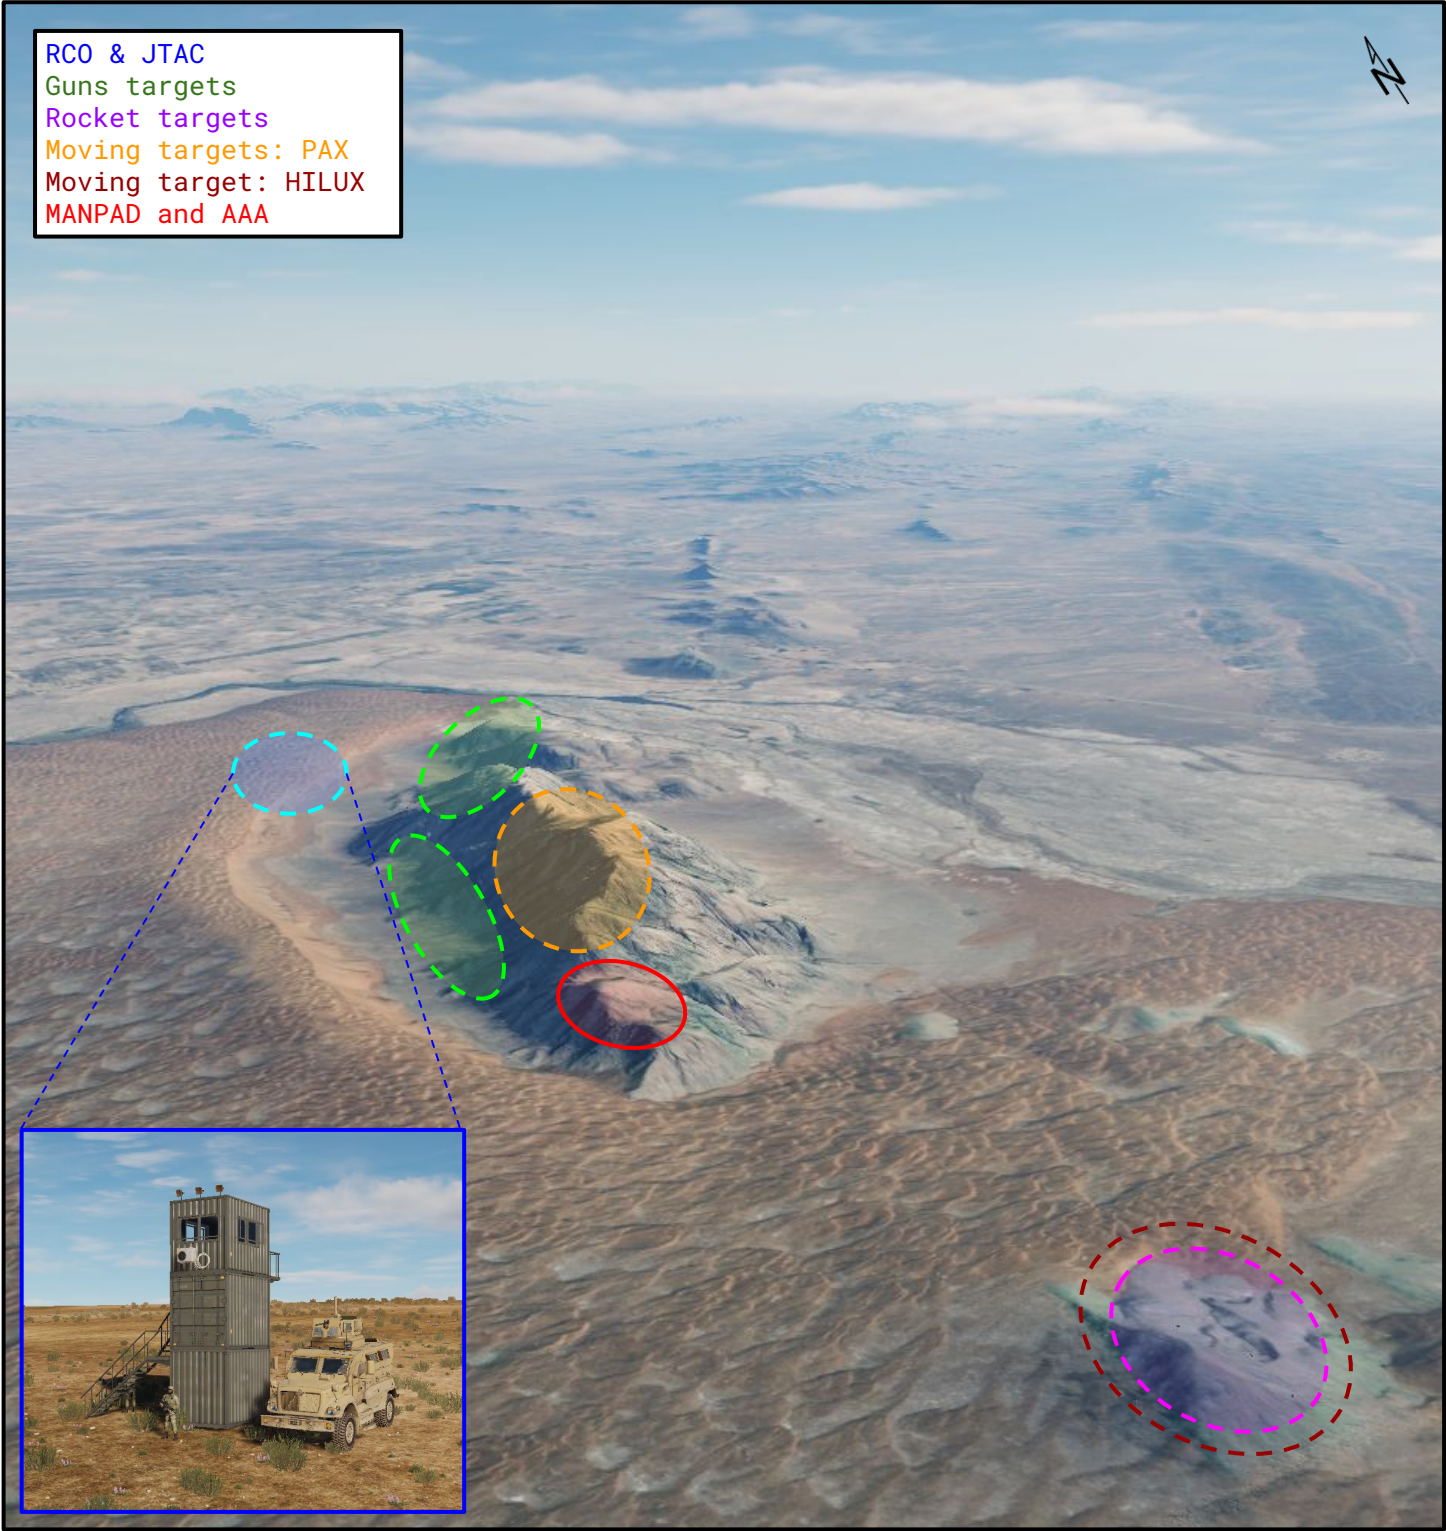 RCO & JTAC
Guns targets
Rocket targets
Moving targets: PAX
Moving target: HILUX
MANPAD and AAA
N